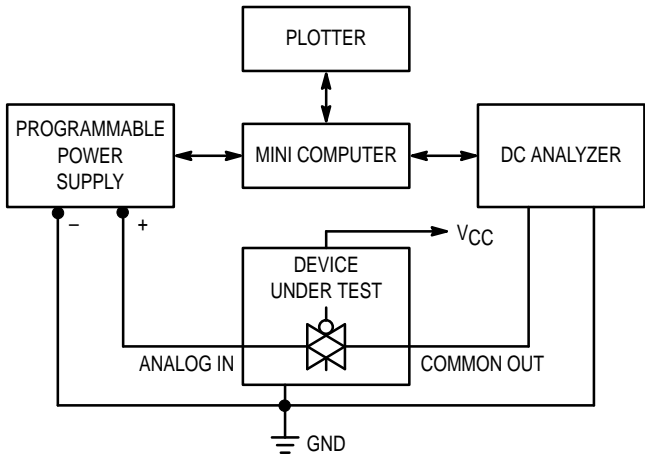 PLOTTER
PROGRAMMABLE
POWER
SUPPLY
MINI COMPUTER
DC ANALYZER
– +
VCC
DEVICE
UNDER TEST
ANALOG IN
COMMON OUT
GND